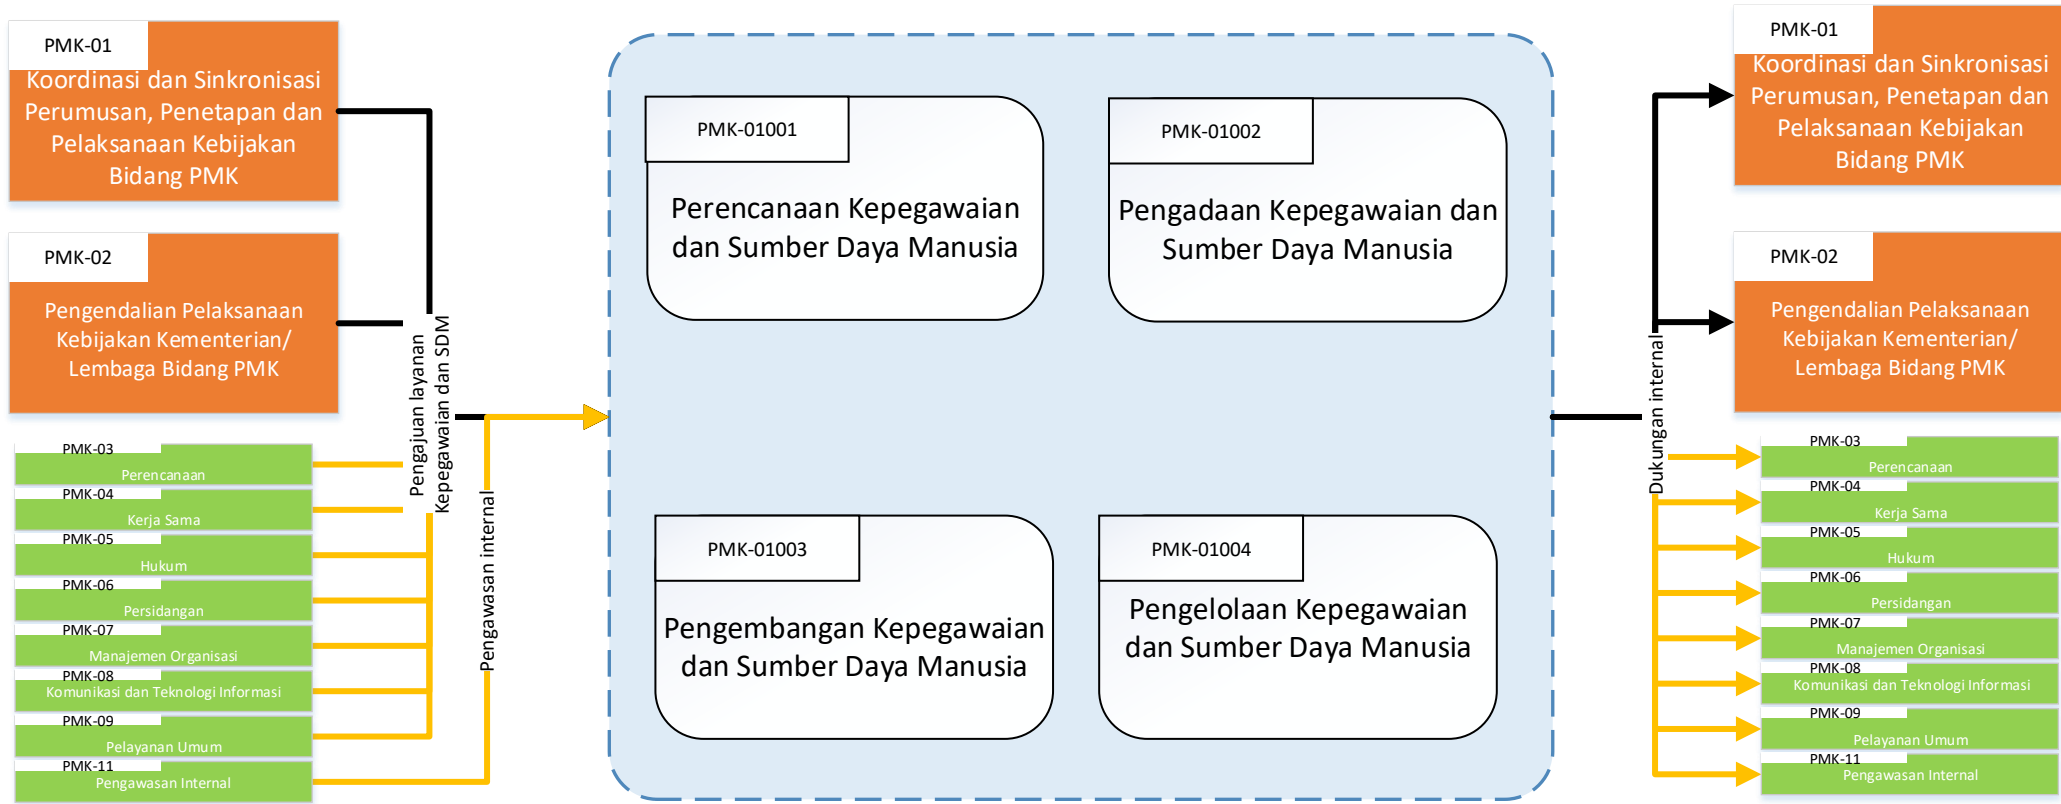 PMK-01
Koordinasi dan Sinkronisasi
Perumusan, Penetapan dan
Pelaksanaan Kebijakan
Bidang PMK
PMK-02
Pengendalian Pelaksanaan
Kebijakan Kementerian/
Lembaga Bidang PMK
PMK-03
Perencanaan
PMK-04
Kerja Sama
PMK-05
Hukum
PMK-06
Persidangan
PMK-07
Manajemen Organisasi
PMK-08
Komunikasi dan Teknologi Informasi
PMK-09
Pelayanan Umum
PMK-11
Pengawasan Internal
Pengajuan layanan
Kepegawaian dan SDM
Pengawasan internal
PMK-01001
Perencanaan Kepegawaian
dan Sumber Daya Manusia
PMK-01002
Pengadaan Kepegawaian dan
Sumber Daya Manusia
PMK-01003
Pengembangan Kepegawaian
dan Sumber Daya Manusia
PMK-01004
Pengelolaan Kepegawaian
dan Sumber Daya Manusia
Dukungan internal
PMK-01
Koordinasi dan Sinkronisasi
Perumusan, Penetapan dan
Pelaksanaan Kebijakan
Bidang PMK
PMK-02
Pengendalian Pelaksanaan
Kebijakan Kementerian/
Lembaga Bidang PMK
PMK-03
Perencanaan
PMK-04
Kerja Sama
PMK-05
Hukum
PMK-06
Persidangan
PMK-07
Manajemen Organisasi
PMK-08
Komunikasi dan Teknologi Informasi
PMK-09
Pelayanan Umum
PMK-11
Pengawasan Internal